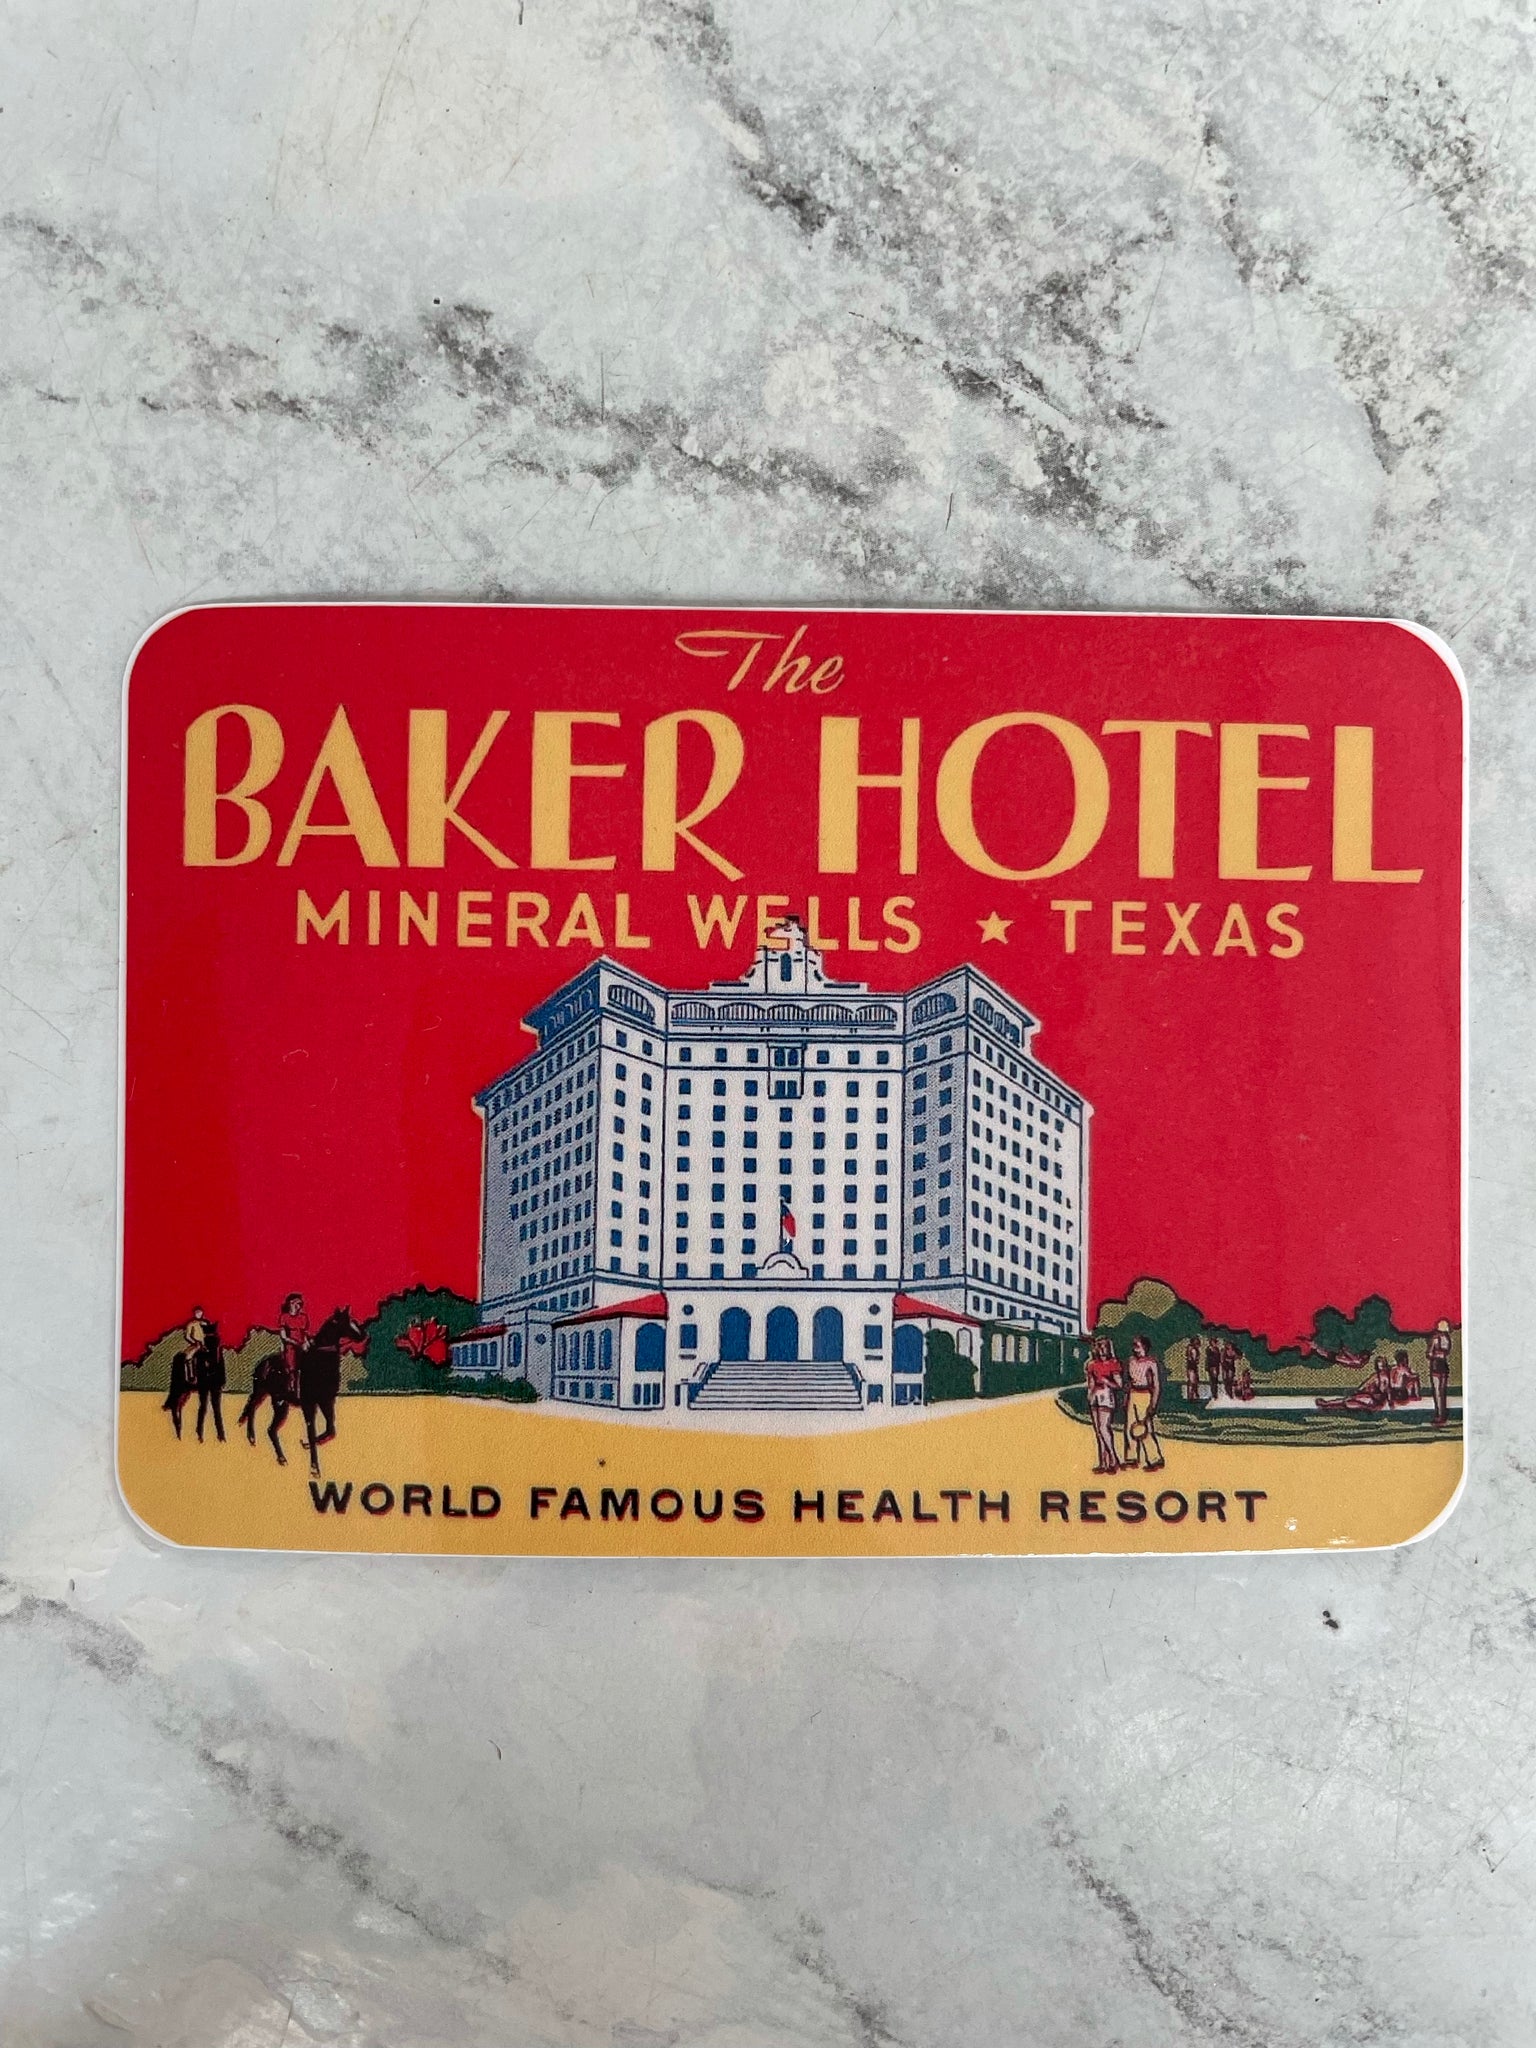 The
BAKER HOTEL
MINERAL WELLS ★ TEXAS
WORLD FAMOUS HEALTH RESORT